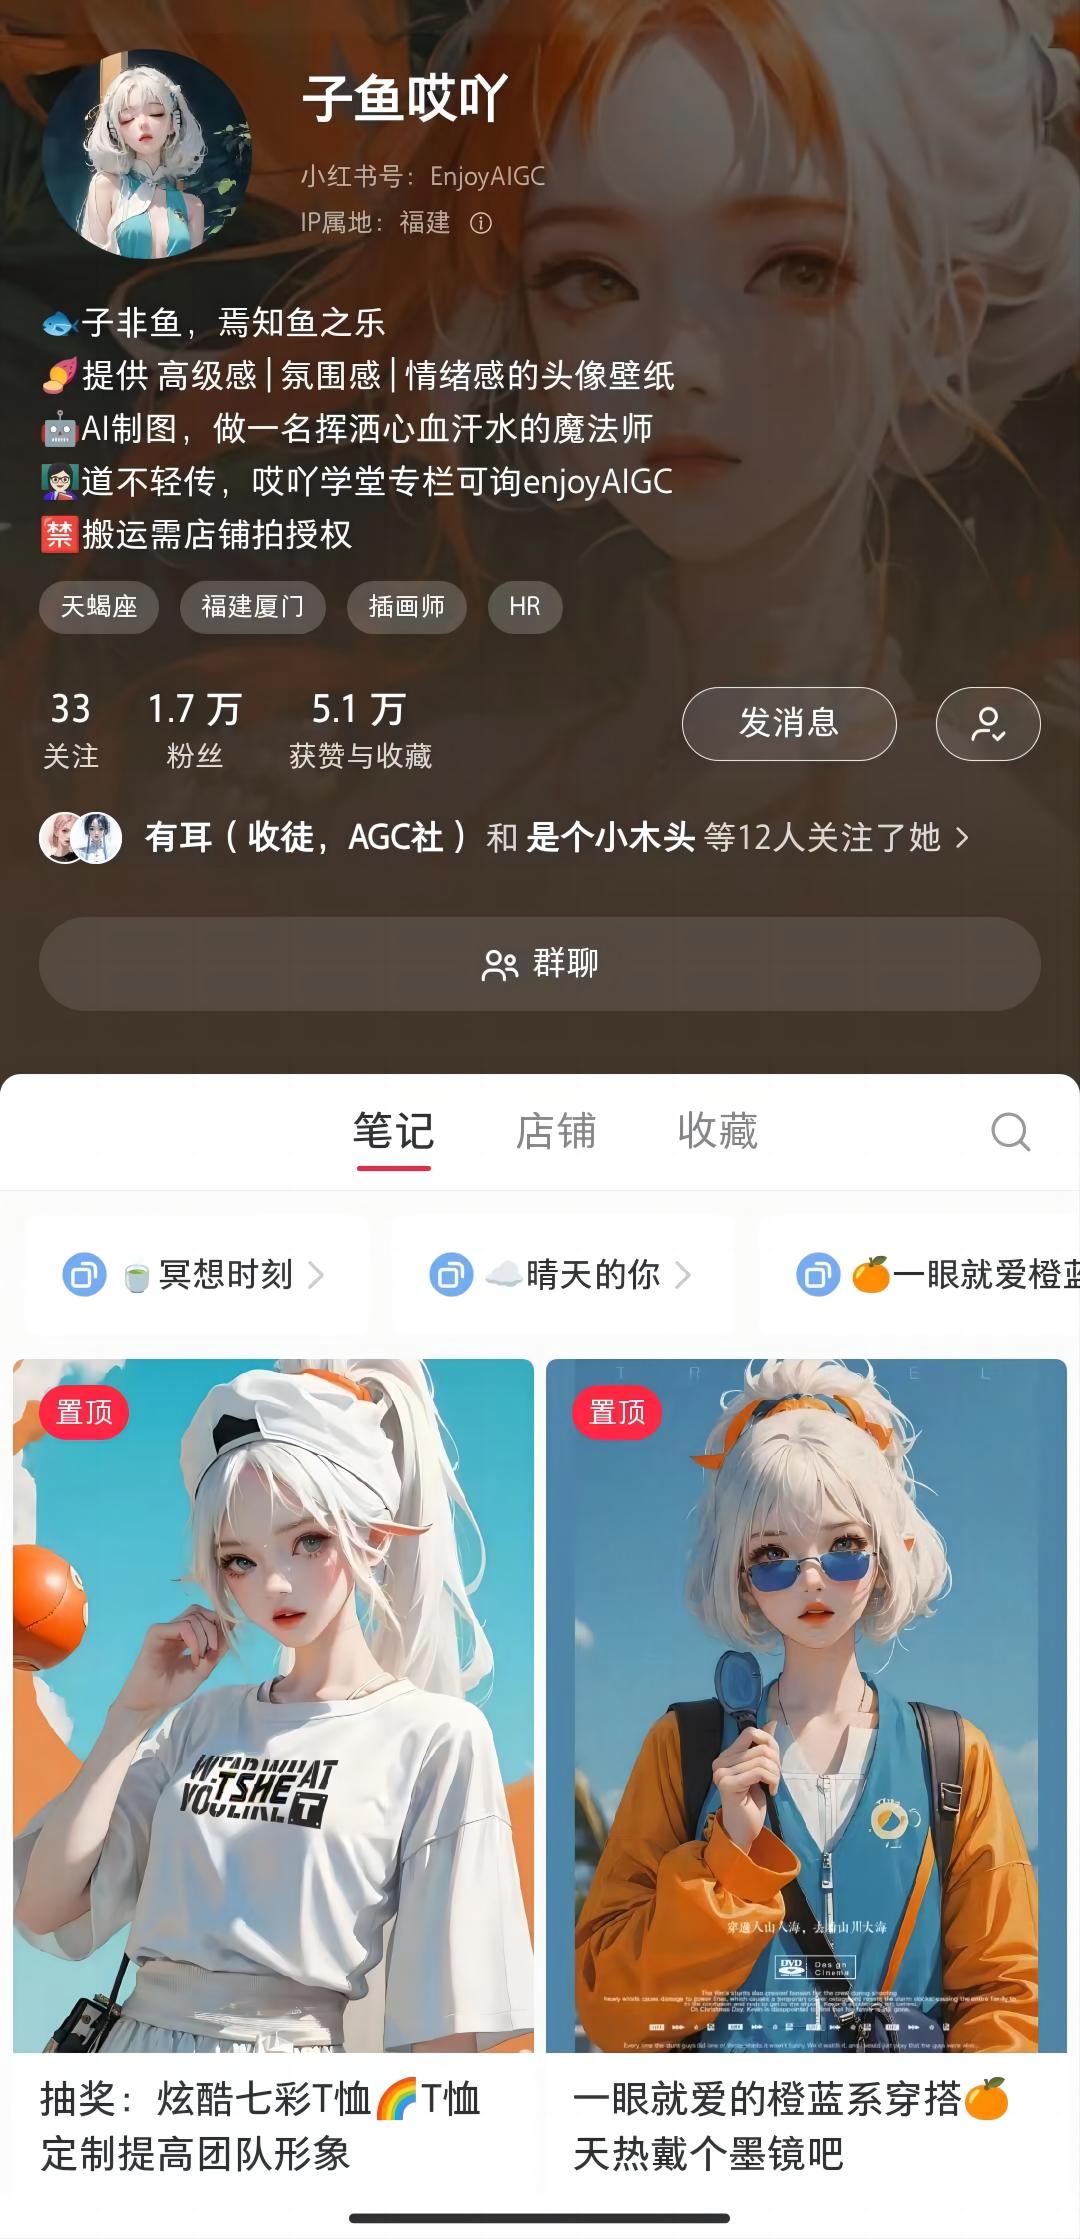 子鱼哎吖
小红书号：EnjoyAIGC
IP属地：福建
🐟子非鱼，焉知鱼之乐
🍠提供 高级感|氛围感|情绪感的头像壁纸
🤖AI制图，做一名挥洒心血汗水的魔法师
👩🏻‍🏫道不轻传，哎吖学堂专栏可询enjoyAIGC
🈲搬运需店铺拍授权
天蝎座 福建厦门 插画师 HR
33 1.7 万 5.1 万
关注 粉丝 获赞与收藏
发消息
有耳（收徒，AGC社）和 是个小木头 等12人关注了她
群聊
笔记 店铺 收藏
🍵冥想时刻 ☁️晴天的你 🍊一眼就爱橙蓝
置顶
TSHE
T
抽奖：炫酷七彩T恤🌈T恤
定制提高团队形象
置顶
穿过人山人海，去看山川大海
DVD Design
Cinema
一眼就爱的橙蓝系穿搭🍊
天热戴个墨镜吧